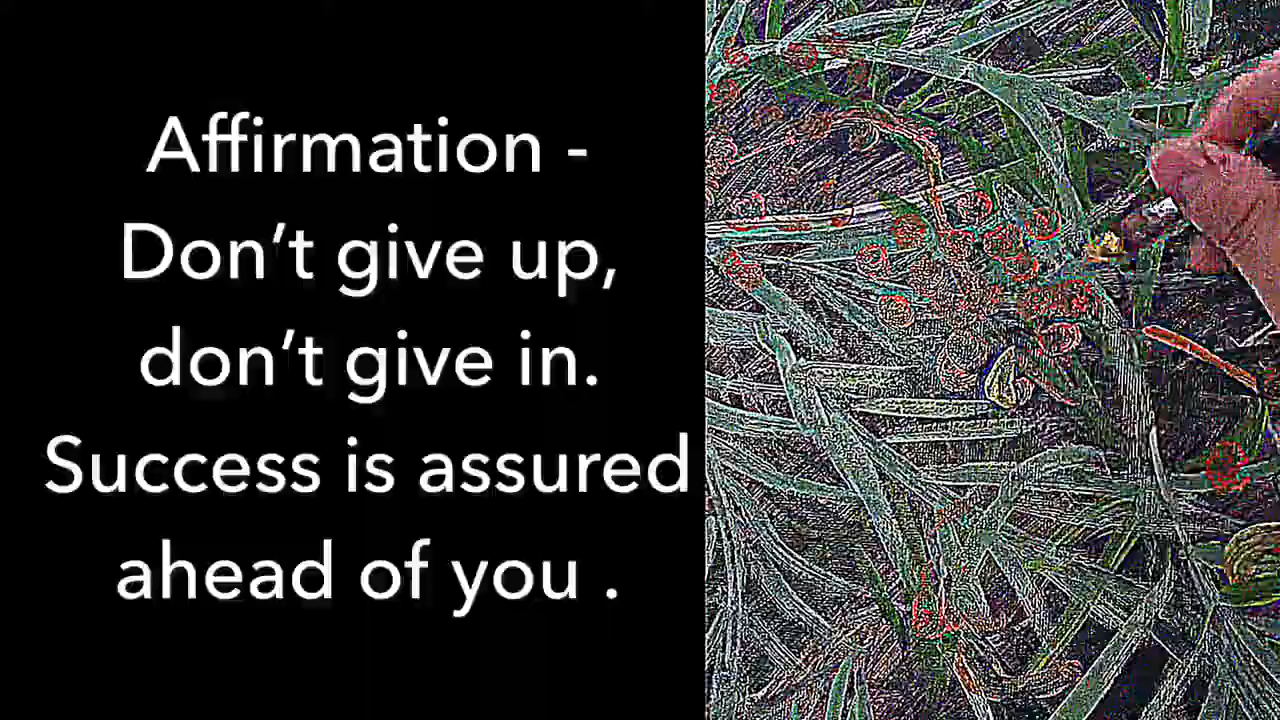 Affirmation -
Don’t give up,
don’t give in.
Success is assured
ahead of you .